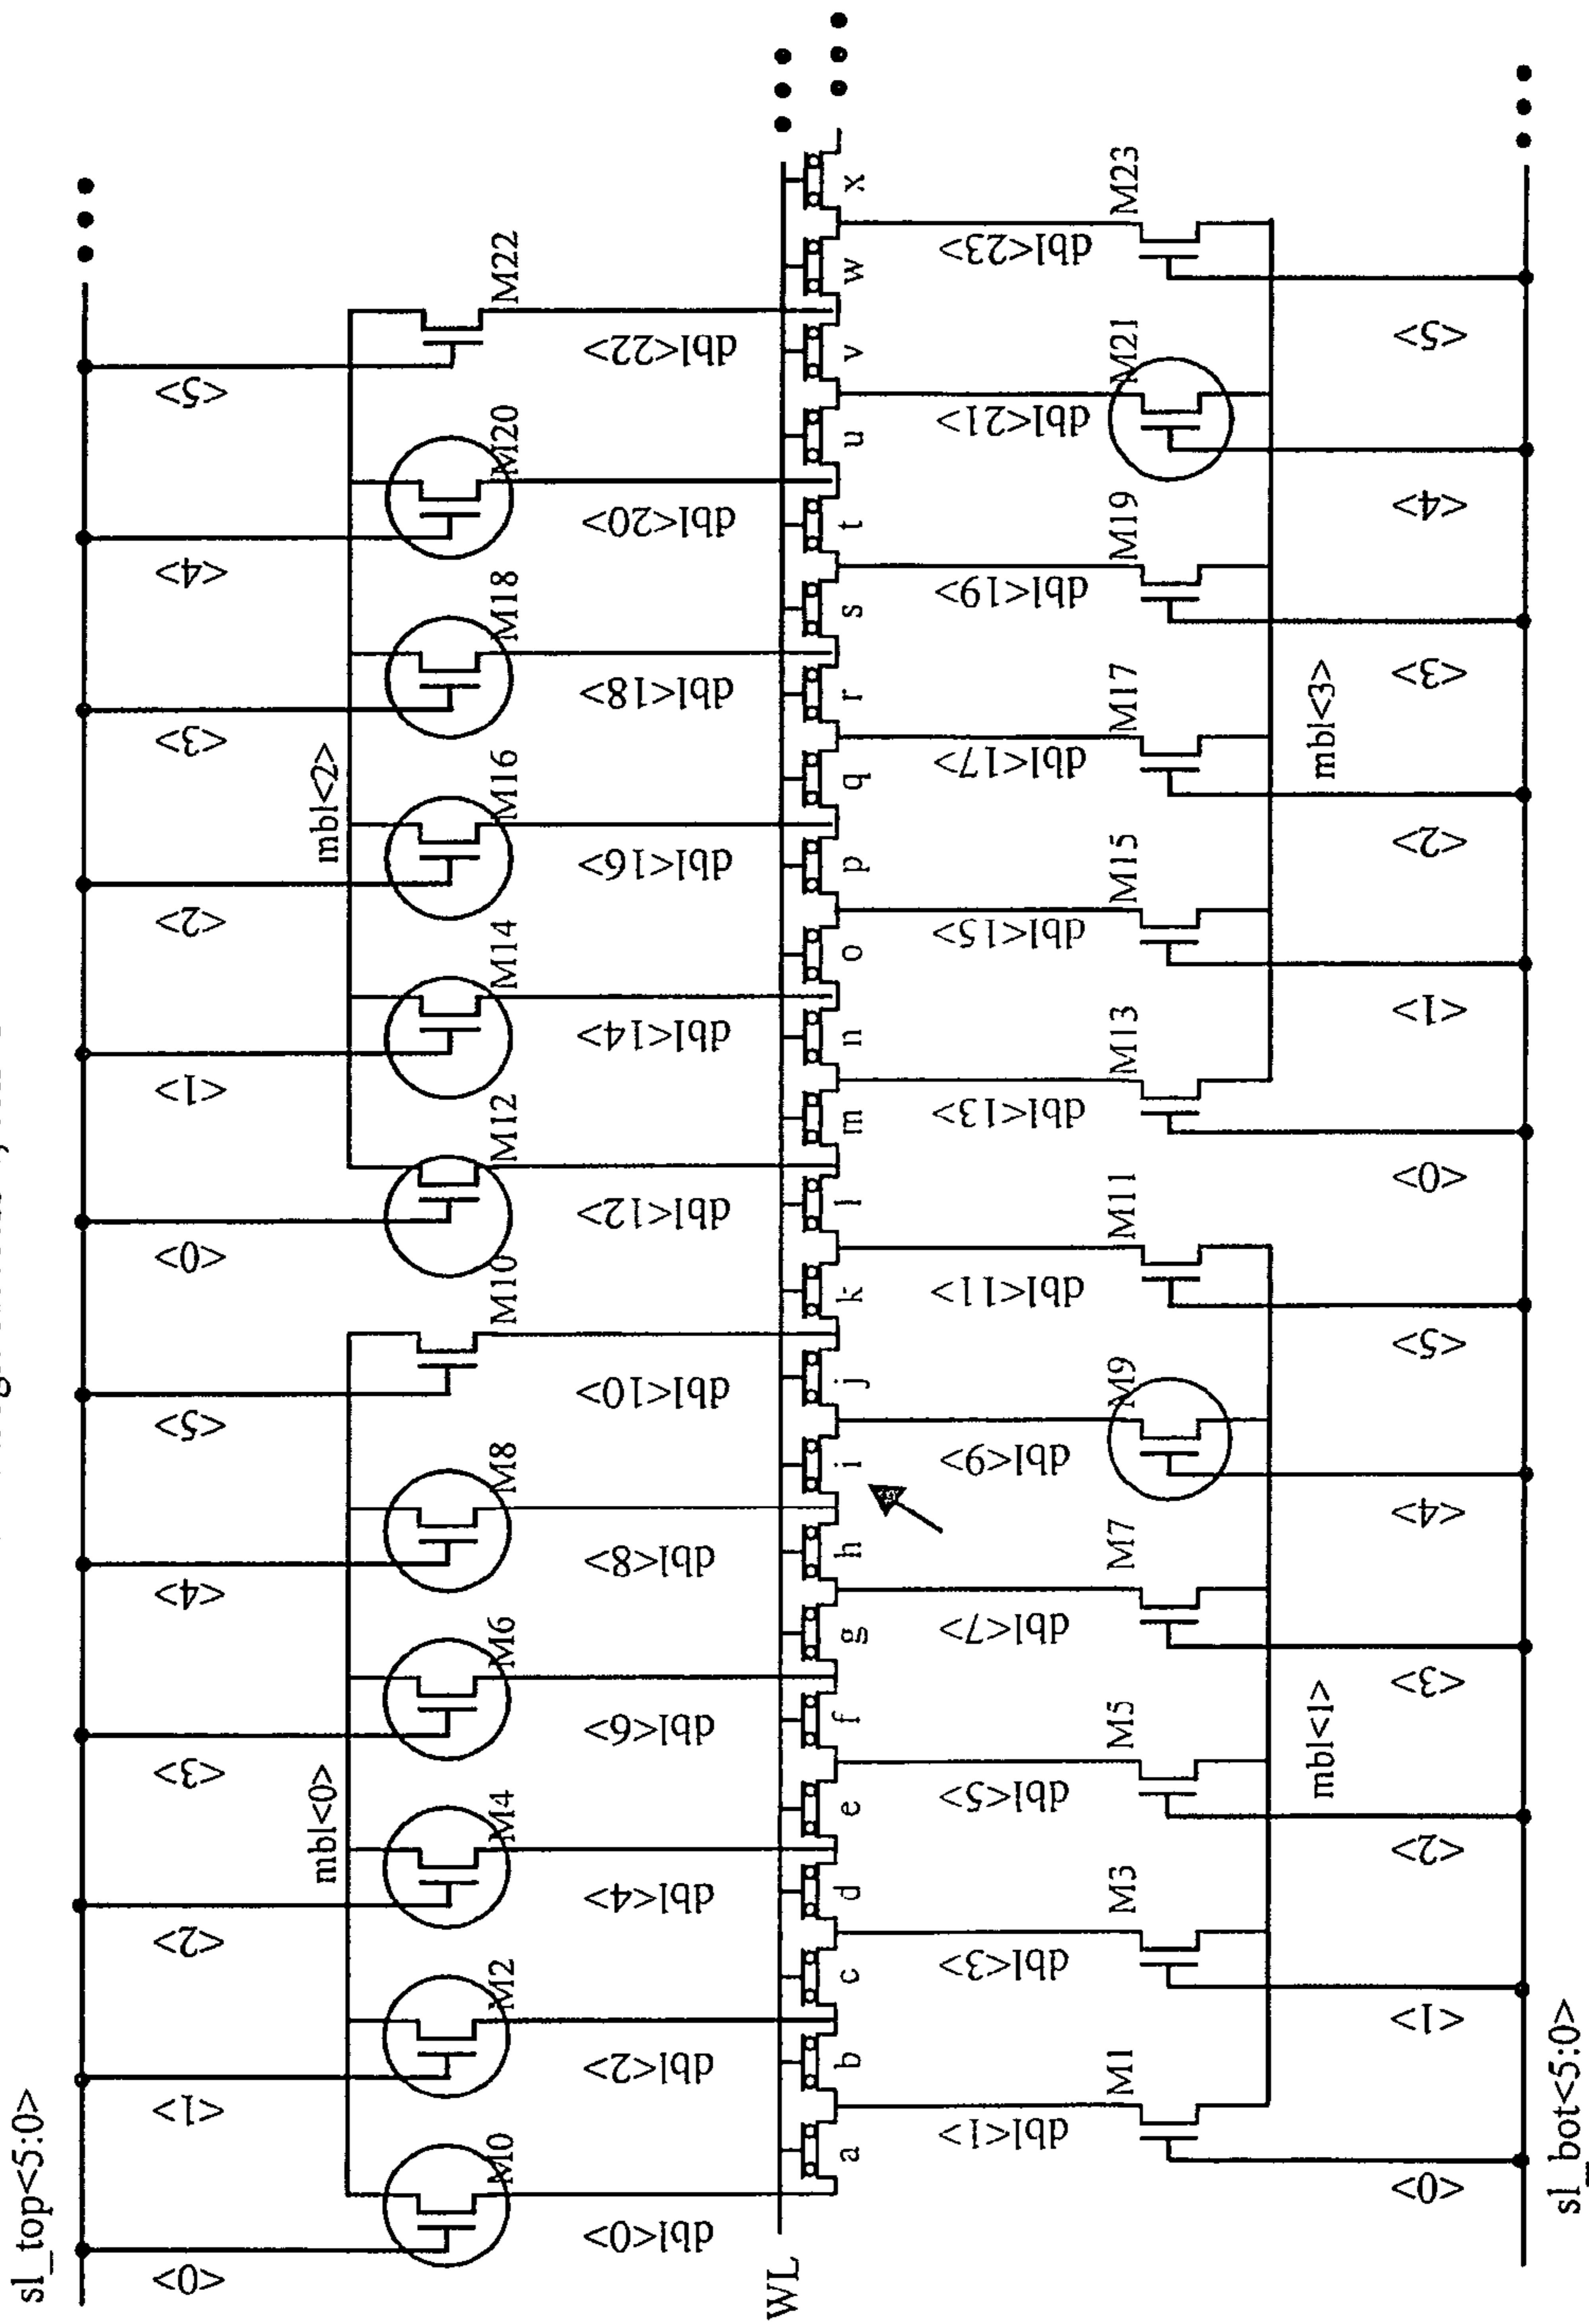 sl_top<5:0>
<0>
<1>
<2>
<3>
<4>
<5>
<0>
<1>
<2>
<3>
<4>
<5>
mbl<0>
mbl<2>
M0
M2
M4
M6
M8
M10
M12
M14
M16
M18
M20
M22
dbl<0>
dbl<2>
dbl<4>
dbl<6>
dbl<8>
dbl<10>
dbl<12>
dbl<14>
dbl<16>
dbl<18>
dbl<20>
dbl<22>
WL
a
b
c
d
e
f
g
h
i
j
k
l
m
n
o
p
q
r
s
t
u
v
w
x
dbl<1>
dbl<3>
dbl<5>
dbl<7>
dbl<9>
dbl<11>
dbl<13>
dbl<15>
dbl<17>
dbl<19>
dbl<21>
dbl<23>
M1
M3
M5
M7
M9
M11
M13
M15
M17
M19
M21
M23
mbl<1>
mbl<3>
<0>
<1>
<2>
<3>
<4>
<5>
<0>
<1>
<2>
<3>
<4>
<5>
sl_bot<5:0>